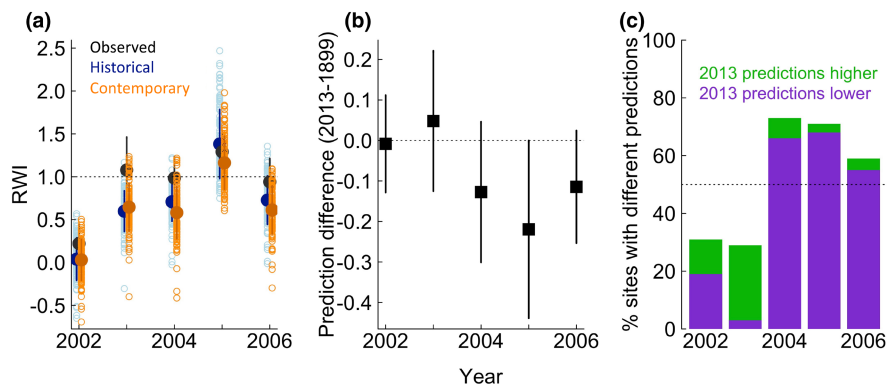 (a)
(b)
(c)
Observed
Historical
Contemporary
RWI
2.5
2.0
1.5
1.0
0.5
0.0
-0.5
2002
2004
2006
Prediction difference (2013-1899)
0.2
0.1
0.0
-0.1
-0.2
-0.3
-0.4
2002
2004
2006
Year
% sites with different predictions
100
80
60
40
20
0
2013 predictions higher
2013 predictions lower
2002
2004
2006